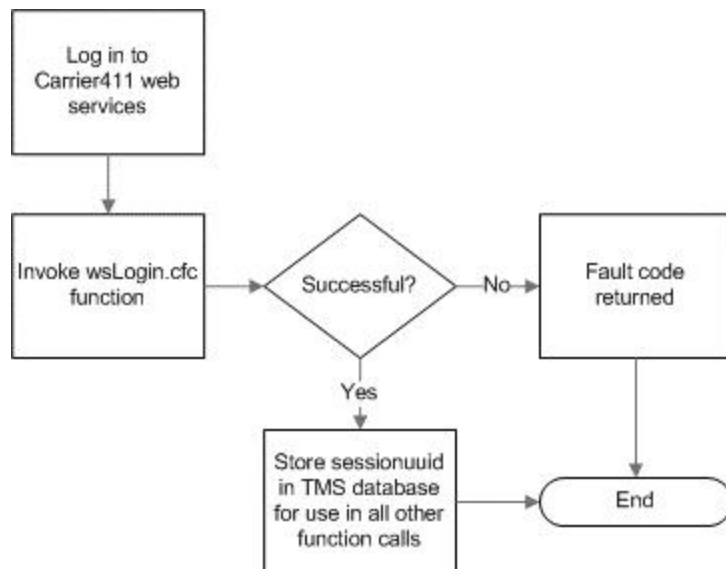 Log in to
Carrier411 web
services
Invoke wsLogin.cfc
function
Successful?
No
Fault code
returned
Yes
Store sessionuuid
in TMS database
for use in all other
function calls
End